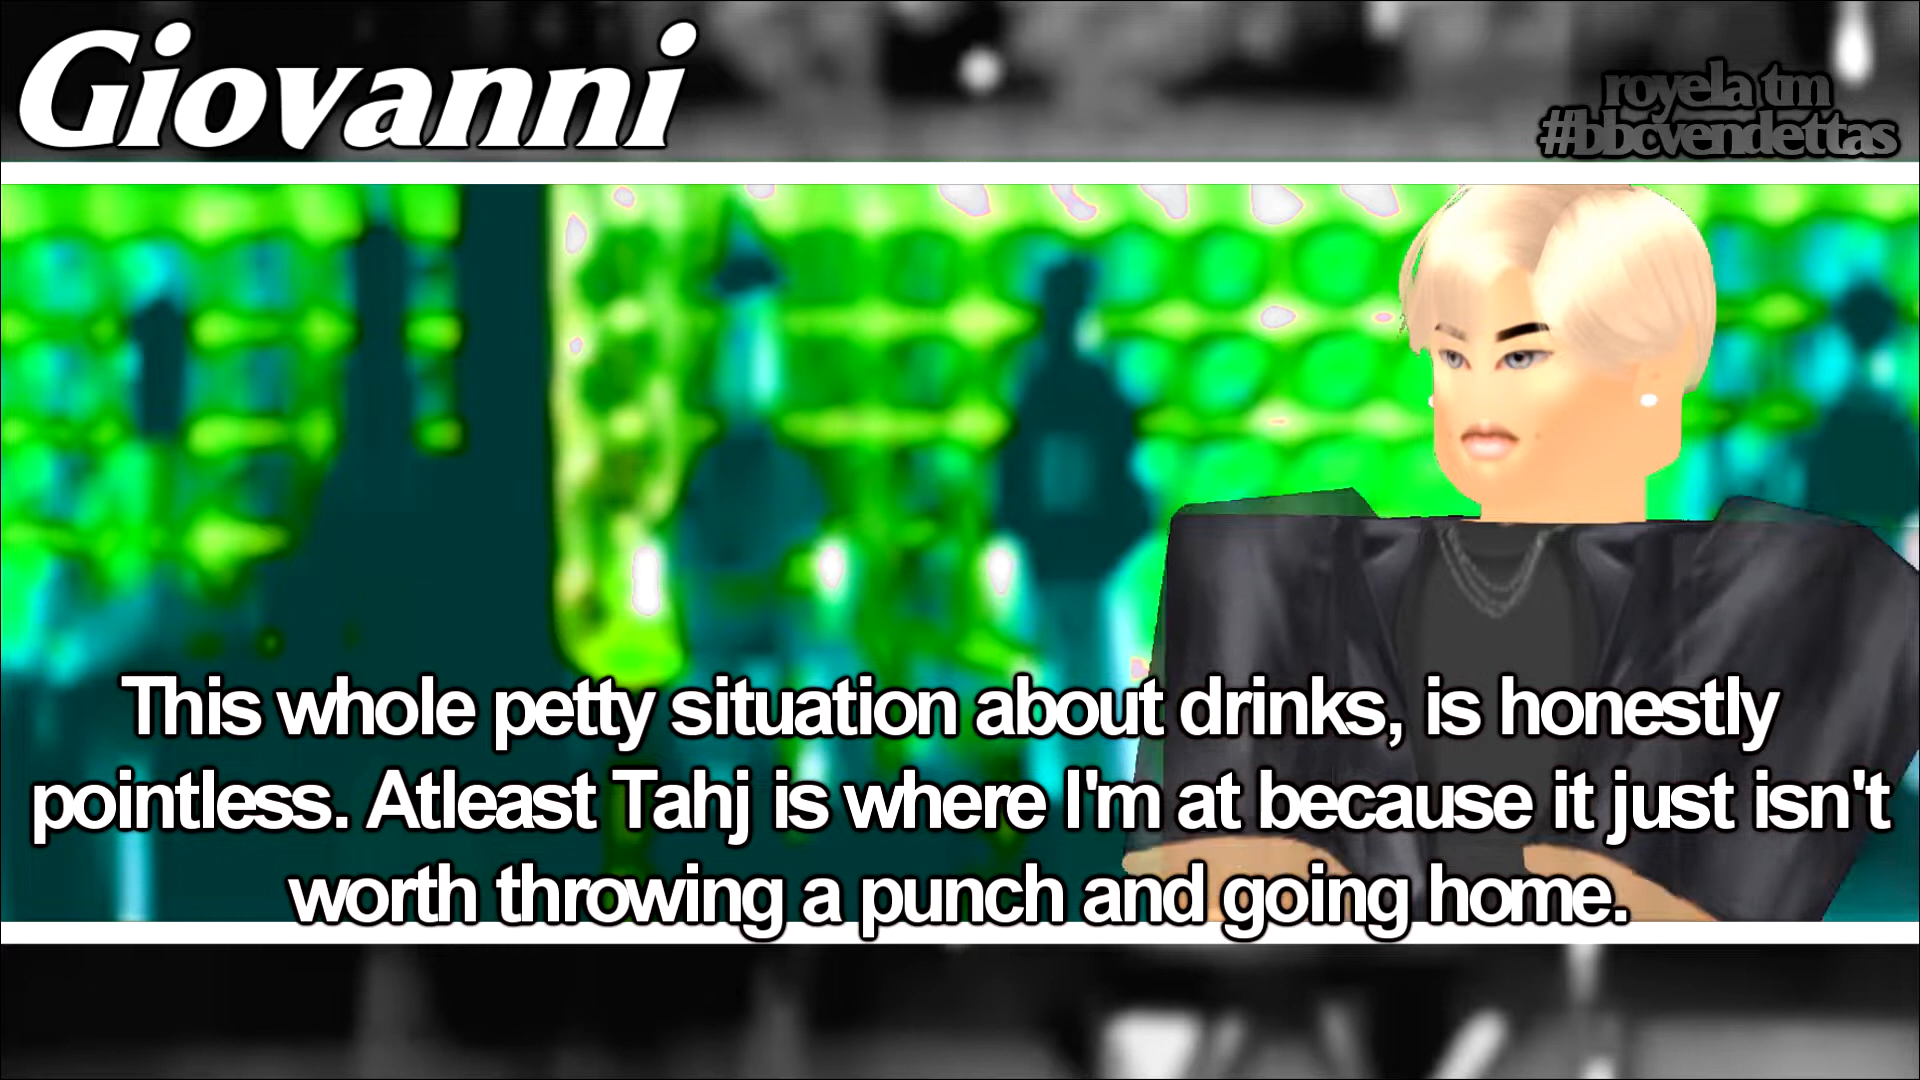 Giovanni
royela tm
#bbcvendettas
This whole petty situation about drinks, is honestly
pointless. Atleast Tahj is where I'm at because it just isn't
worth throwing a punch and going home.